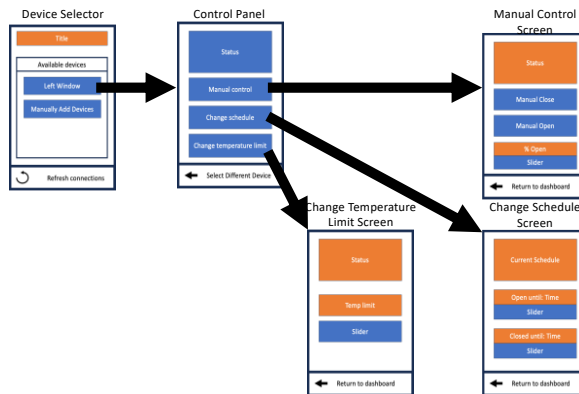 Device Selector
Title
Available devices
Left Window
Manually Add Devices
Refresh connections
Control Panel
Status
Manual control
Change schedule
Change temperature limit
Select Different Device
Manual Control
Screen
Status
Manual Close
Manual Open
% Open
Slider
Return to dashboard
Change Temperature
Limit Screen
Status
Temp limit
Slider
Return to dashboard
Change Schedule
Screen
Current Schedule
Open until: Time
Slider
Closed until: Time
Slider
Return to dashboard